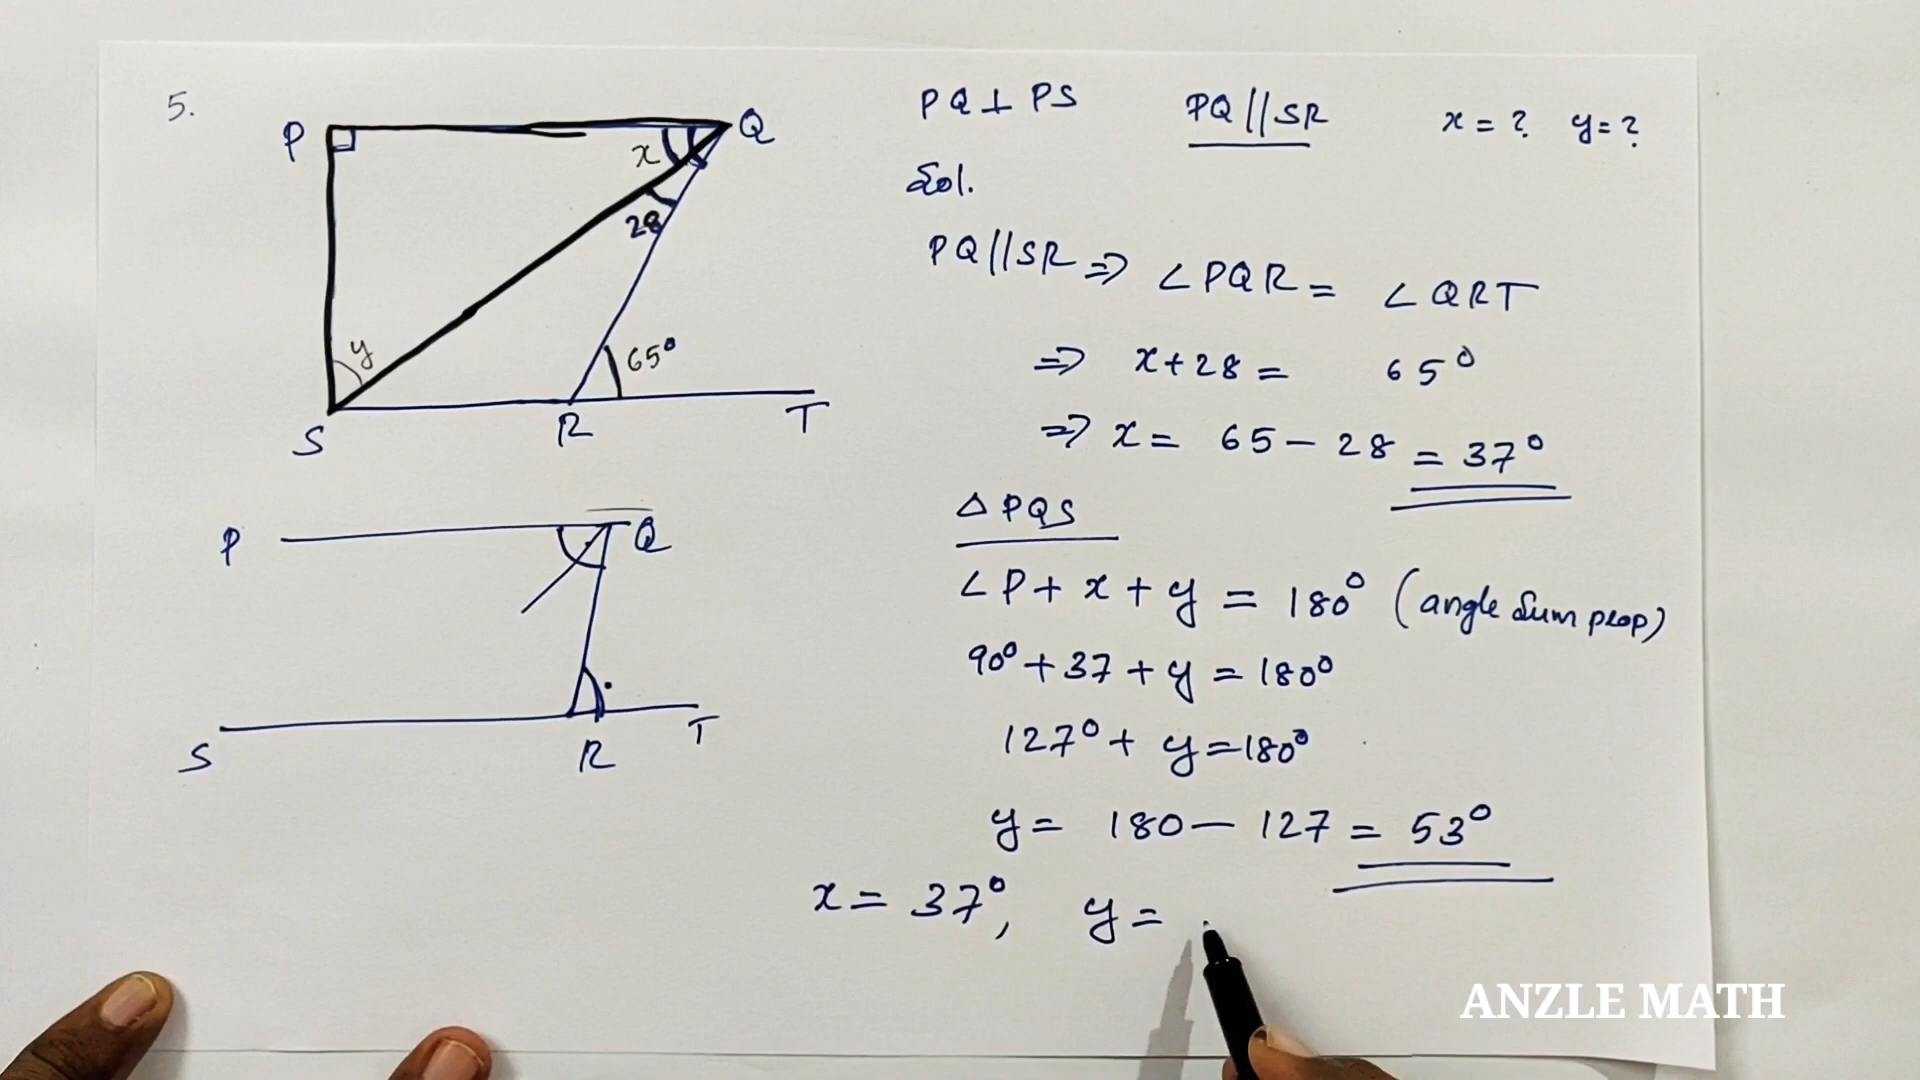 5.
P Q
x
28
y 65°
S R T
P Q
S R T
PQ ⊥ PS PQ // SR x = ? y = ?
Sol.
PQ // SR ⇒ ∠PQR = ∠QRT
⇒ x + 28 = 65°
⇒ x = 65 − 28 = 37°
△ PQS
∠P + x + y = 180° (angle sum prop)
90° + 37 + y = 180°
127° + y = 180°
y = 180 − 127 = 53°
x = 37°, y =
ANZLE MATH